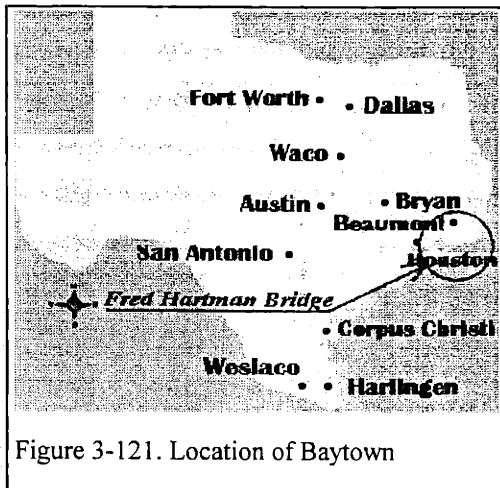 Fort Worth
Dallas
Waco
Austin
Bryan
Beaumont
San Antonio
Houston
Fred Hartman Bridge
Corpus Christi
Weslaco
Harlingen
Figure 3-121. Location of Baytown